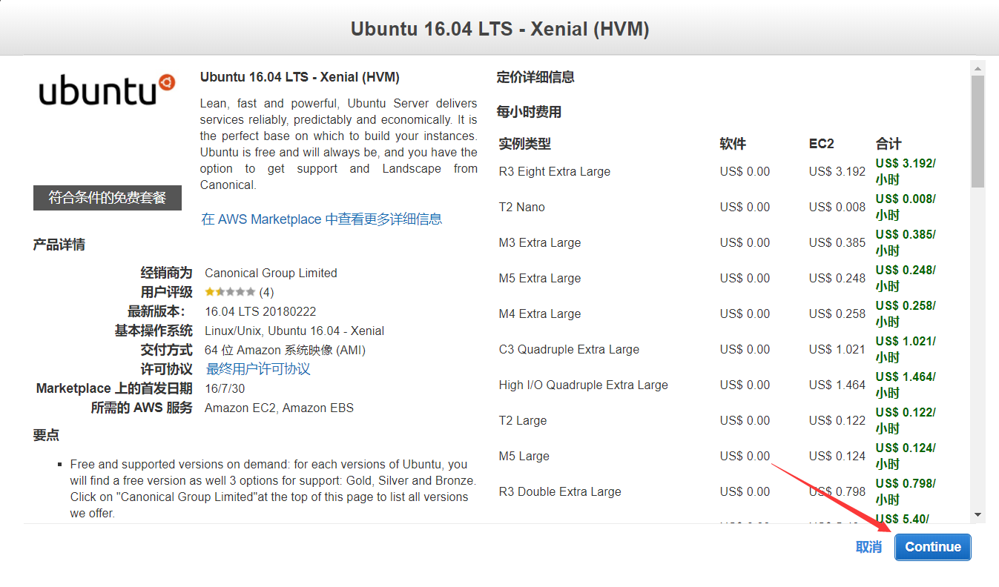 Ubuntu 16.04 LTS - Xenial (HVM)
ubuntu
符合条件的免费套餐
Ubuntu 16.04 LTS - Xenial (HVM)
Lean, fast and powerful, Ubuntu Server delivers
services reliably, predictably and economically. It is
the perfect base on which to build your instances.
Ubuntu is free and will always be, and you have the
option to get support and Landscape from
Canonical.
在 AWS Marketplace 中查看更多详细信息
产品详情
经销商为 Canonical Group Limited
用户评级 (4)
最新版本: 16.04 LTS 20180222
基本操作系统 Linux/Unix, Ubuntu 16.04 - Xenial
交付方式 64 位 Amazon 系统映像 (AMI)
许可协议 最终用户许可协议
Marketplace 上的首发日期 16/7/30
所需的 AWS 服务 Amazon EC2, Amazon EBS
要点
Free and supported versions on demand: for each versions of Ubuntu, you
will find a free version as well 3 options for support: Gold, Silver and Bronze.
Click on "Canonical Group Limited"at the top of this page to list all versions
we offer.
定价详细信息
每小时费用
实例类型 软件 EC2 合计
R3 Eight Extra Large US$ 0.00 US$ 3.192 US$ 3.192/
小时
T2 Nano US$ 0.00 US$ 0.008 US$ 0.008/
小时
M3 Extra Large US$ 0.00 US$ 0.385 US$ 0.385/
小时
M5 Extra Large US$ 0.00 US$ 0.248 US$ 0.248/
小时
M4 Extra Large US$ 0.00 US$ 0.258 US$ 0.258/
小时
C3 Quadruple Extra Large US$ 0.00 US$ 1.021 US$ 1.021/
小时
High I/O Quadruple Extra Large US$ 0.00 US$ 1.464 US$ 1.464/
小时
T2 Large US$ 0.00 US$ 0.122 US$ 0.122/
小时
M5 Large US$ 0.00 US$ 0.124 US$ 0.124/
小时
R3 Double Extra Large US$ 0.00 US$ 0.798 US$ 0.798/
小时
US$ 5.40/
取消 Continue